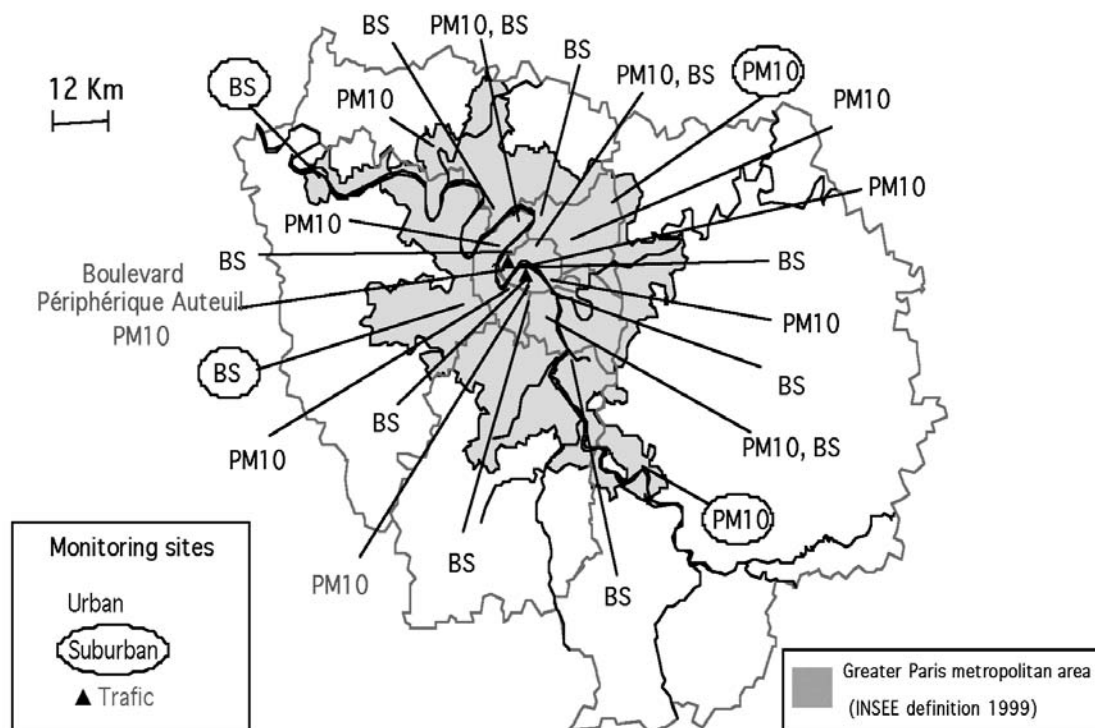 BS
PM10, BS
BS
PM10, BS
PM10
12 Km
BS
PM10
PM10
PM10
PM10
BS
BS
Boulevard
Périphérique Auteuil
PM10
PM10
BS
BS
BS
PM10
PM10, BS
PM10
BS
PM10
BS
Monitoring sites
Urban
Suburban
Trafic
Greater Paris metropolitan area
(INSEE definition 1999)